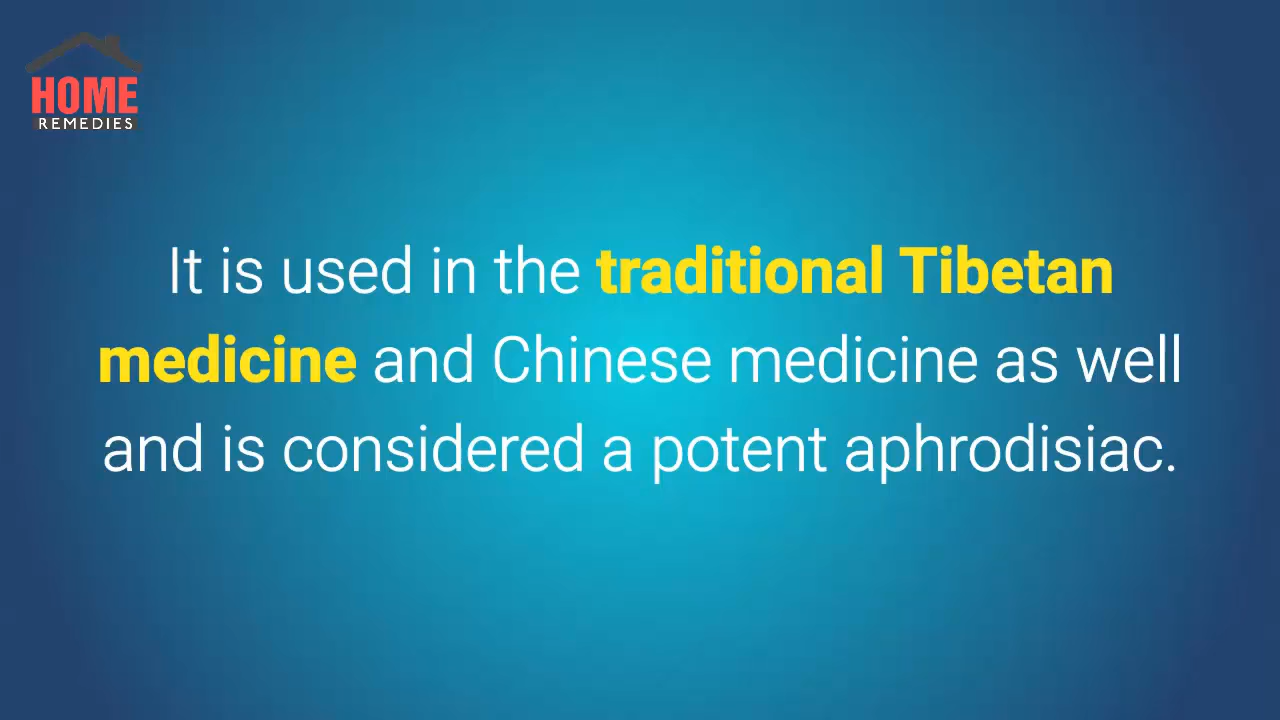 HOME
REMEDIES
It is used in the traditional Tibetan
medicine and Chinese medicine as well
and is considered a potent aphrodisiac.